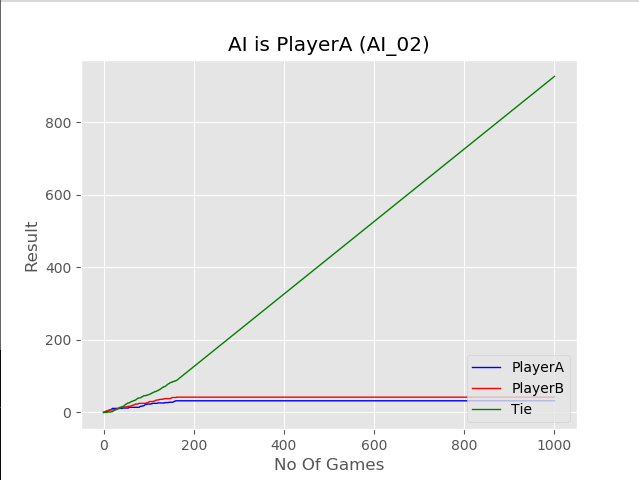 AI is PlayerA (AI_02)
Result
800
600
400
200
0
0 200 400 600 800 1000
No Of Games
PlayerA
PlayerB
Tie